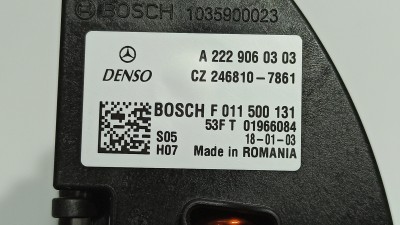 BOSCH 1035900023
A 222 906 03 03
DENSO CZ 246810-7861
BOSCH F 011 500 131
53F T 01966084
S05 18-01-03
H07 Made in ROMANIA